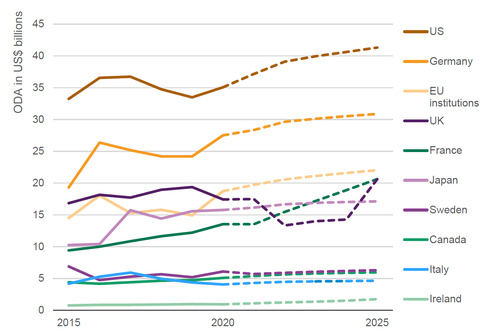 ODA in US$ billions
45
40
35
30
25
20
15
10
5
0
2015
2020
2025
US
Germany
EU
institutions
UK
France
Japan
Sweden
Canada
Italy
Ireland